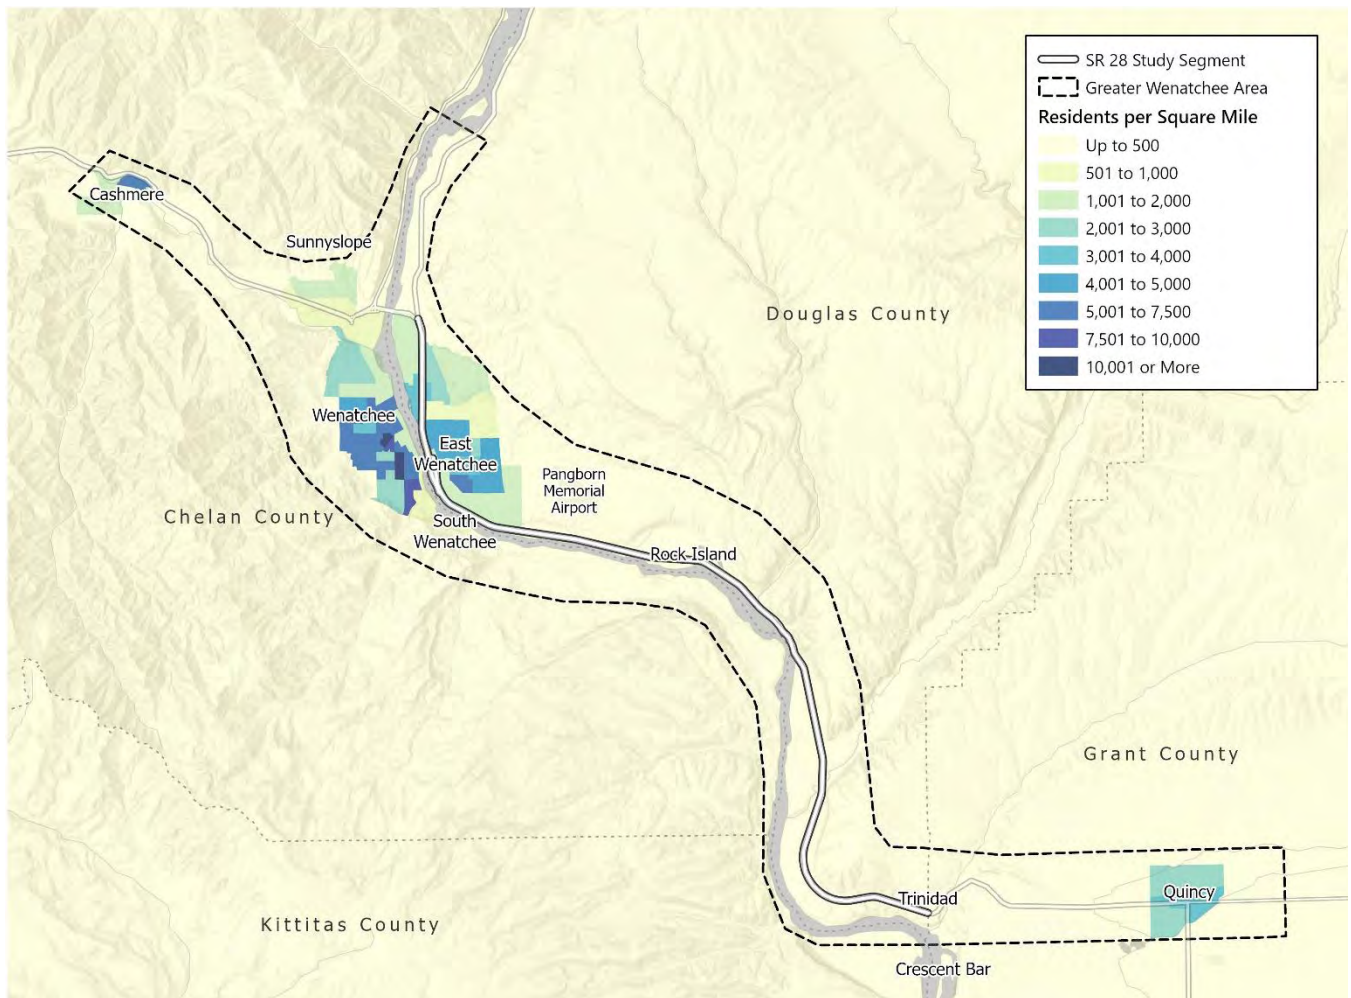 SR 28 Study Segment
Greater Wenatchee Area
Residents per Square Mile
Up to 500
501 to 1,000
1,001 to 2,000
2,001 to 3,000
3,001 to 4,000
4,001 to 5,000
5,001 to 7,500
7,501 to 10,000
10,001 or More
Cashmere
Sunnyslope
Douglas County
Wenatchee
East
Wenatchee
Pangborn
Memorial
Airport
Chelan County
South
Wenatchee
Rock Island
Grant County
Trinidad
Quincy
Kittitas County
Crescent Bar